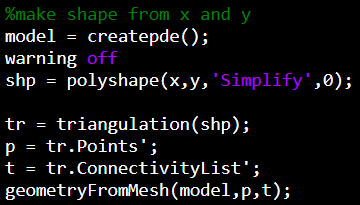 %make shape from x and y
model = createpde();
warning off
shp = polyshape(x,y,'Simplify',0);
tr = triangulation(shp);
p = tr.Points';
t = tr.ConnectivityList';
geometryFromMesh(model,p,t);